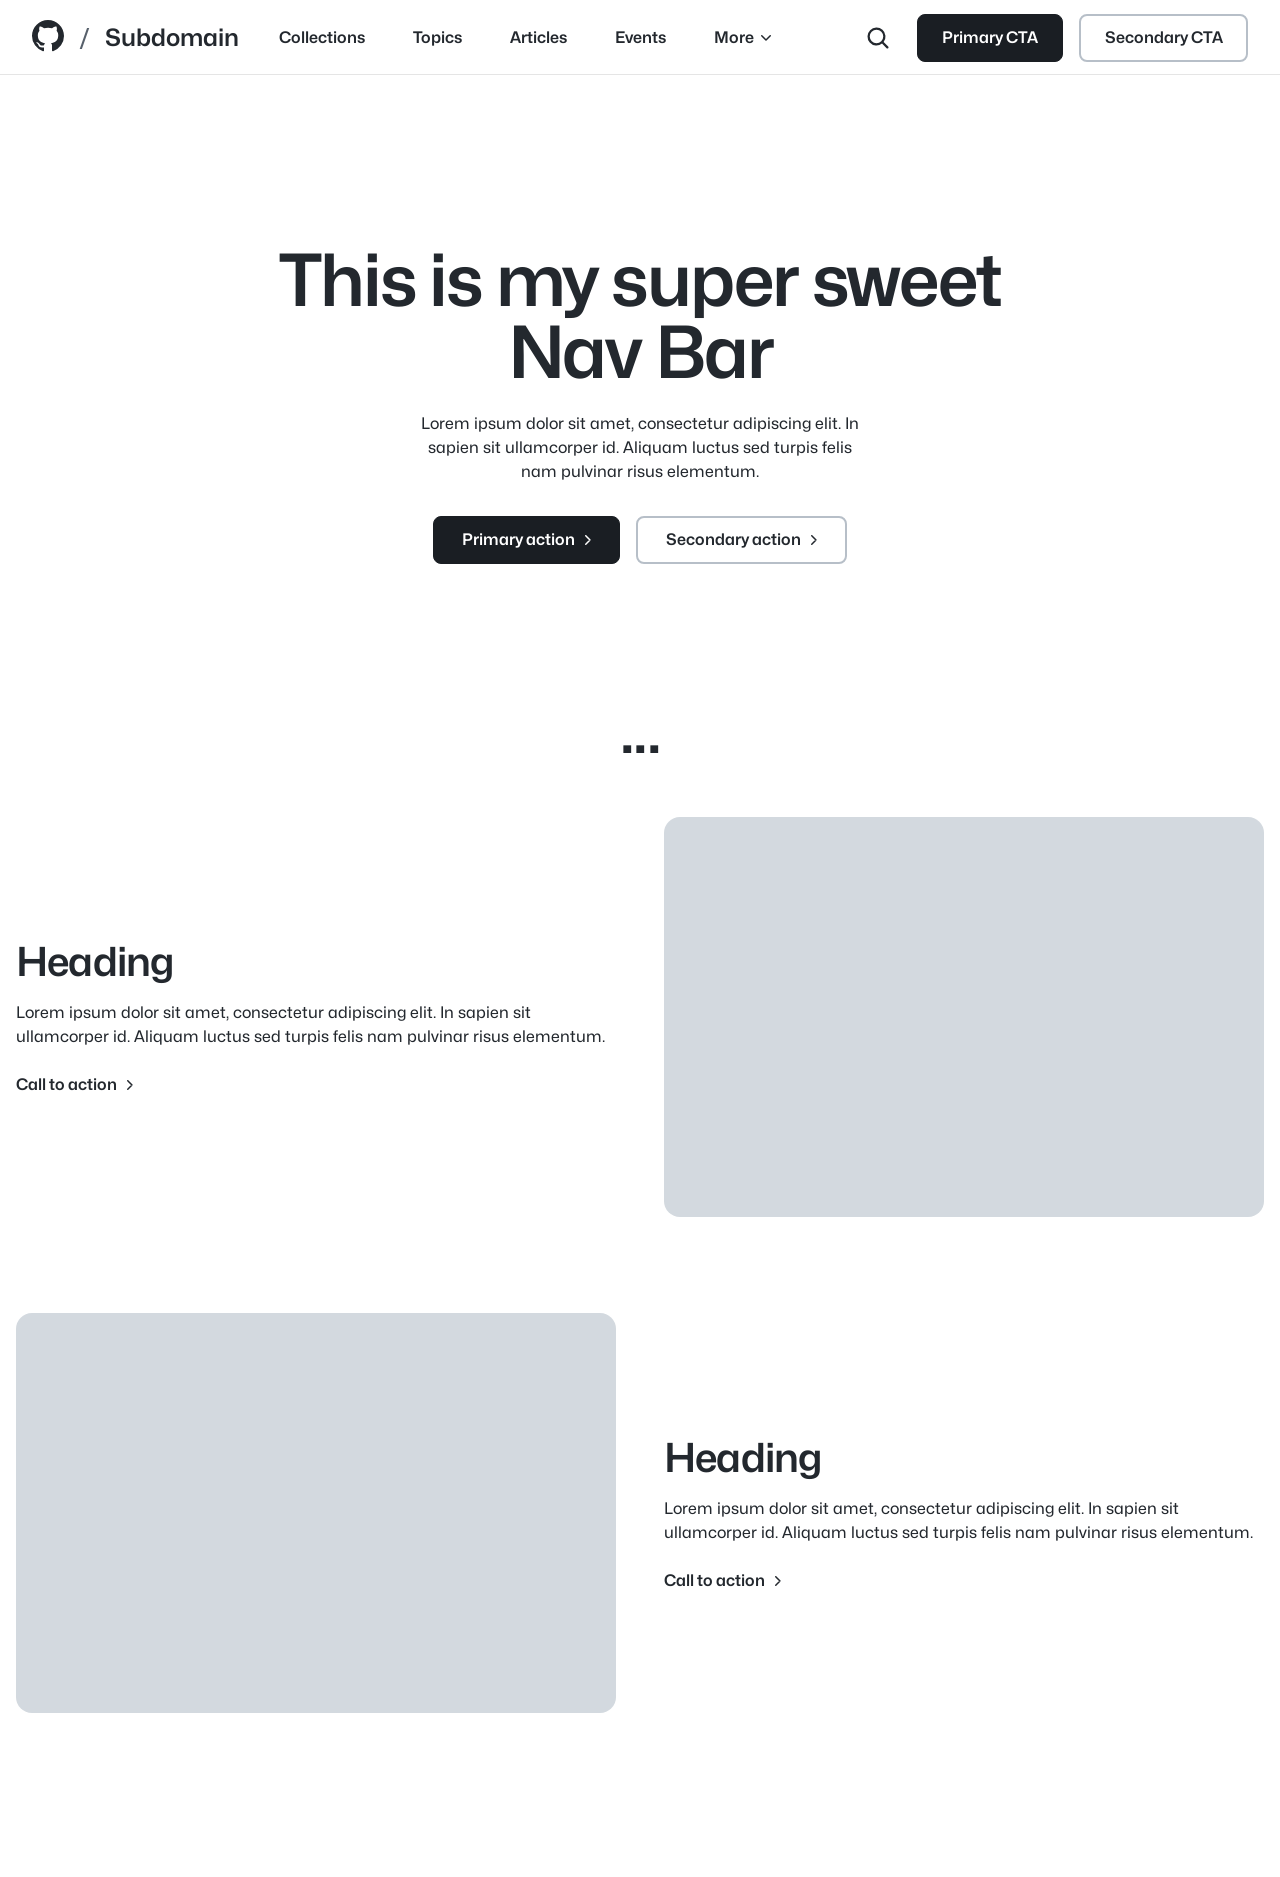 / Subdomain Collections Topics Articles Events More Primary CTA Secondary CTA
This is my super sweet
Nav Bar
Lorem ipsum dolor sit amet, consectetur adipiscing elit. In
sapien sit ullamcorper id. Aliquam luctus sed turpis felis
nam pulvinar risus elementum.
Primary action Secondary action
...
Heading
Lorem ipsum dolor sit amet, consectetur adipiscing elit. In sapien sit
ullamcorper id. Aliquam luctus sed turpis felis nam pulvinar risus elementum.
Call to action
Heading
Lorem ipsum dolor sit amet, consectetur adipiscing elit. In sapien sit
ullamcorper id. Aliquam luctus sed turpis felis nam pulvinar risus elementum.
Call to action